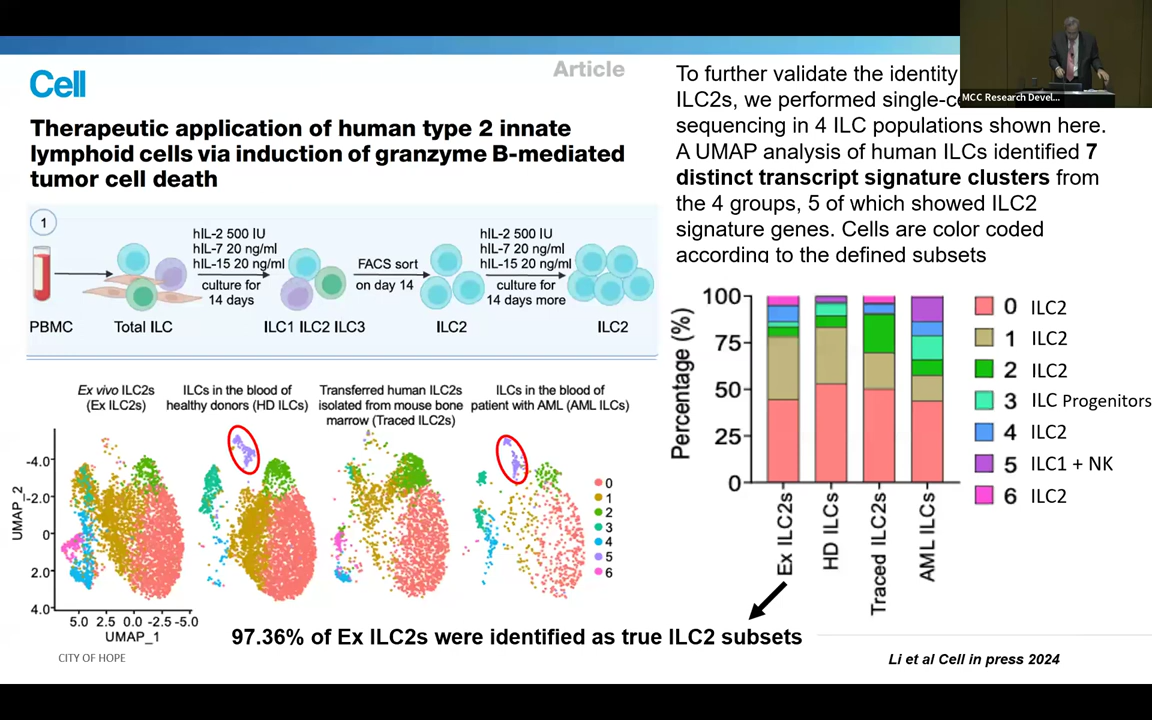 Cell
Article
Therapeutic application of human type 2 innate
lymphoid cells via induction of granzyme B-mediated
tumor cell death
1
hIL-2 500 IU
hIL-7 20 ng/ml
hIL-15 20 ng/ml
culture for
14 days
FACS sort
on day 14
hIL-2 500 IU
hIL-7 20 ng/ml
hIL-15 20 ng/ml
culture for
14 days more
PBMC
Total ILC
ILC1 ILC2 ILC3
ILC2
ILC2
Ex vivo ILC2s
(Ex ILC2s)
ILCs in the blood of
healthy donors (HD ILCs)
Transferred human ILC2s
isolated from mouse bone
marrow (Traced ILC2s)
ILCs in the blood of
patient with AML (AML ILCs)
UMAP_2
-4.0
-2.0
0
2.0
4.0
5.0 2.5 0.0 -2.5 -5.0
UMAP_1
0
1
2
3
4
5
6
97.36% of Ex ILC2s were identified as true ILC2 subsets
CITY OF HOPE
To further validate the identity
ILC2s, we performed single-c
sequencing in 4 ILC populations shown here.
A UMAP analysis of human ILCs identified 7
distinct transcript signature clusters from
the 4 groups, 5 of which showed ILC2
signature genes. Cells are color coded
according to the defined subsets
MCC Research Devel...
Percentage (%)
100
75
50
25
0
Ex ILC2s
HD ILCs
Traced ILC2s
AML ILCs
0 ILC2
1 ILC2
2 ILC2
3 ILC Progenitors
4 ILC2
5 ILC1 + NK
6 ILC2
Li et al Cell in press 2024